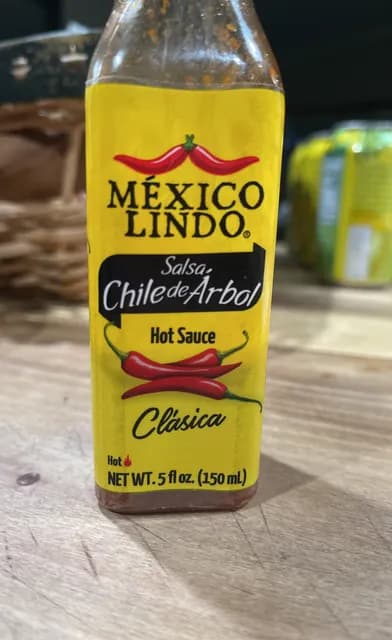 MÉXICO
LINDO®
Salsa
Chile de Árbol
Hot Sauce
Clásica
Hot
NET WT. 5 fl oz. (150 mL)